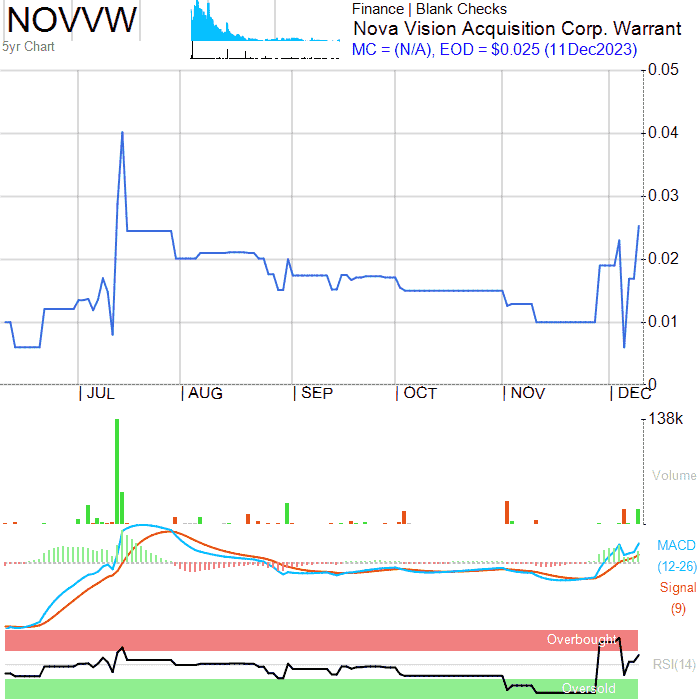 NOVVW
5yr Chart
Finance | Blank Checks
Nova Vision Acquisition Corp. Warrant
MC = (N/A), EOD = $0.025 (11Dec2023)
0.05
0.04
0.03
0.02
0.01
0
| JUL | AUG | SEP | OCT | NOV | DEC
138k
Volume
MACD
(12-26)
Signal
(9)
Overbought
RSI(14)
Oversold